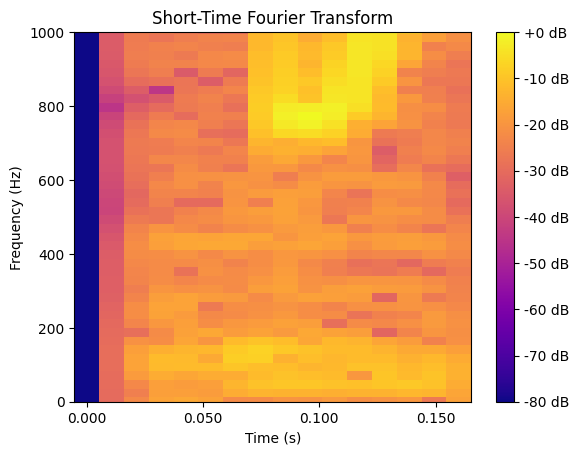 Short-Time Fourier Transform
1000
800
600
400
200
0
Frequency (Hz)
0.000
0.050
0.100
0.150
Time (s)
+0 dB
-10 dB
-20 dB
-30 dB
-40 dB
-50 dB
-60 dB
-70 dB
-80 dB